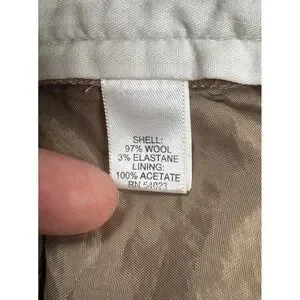 SHELL:
97% WOOL
3% ELASTANE
LINING:
100% ACETATE
RN 54023